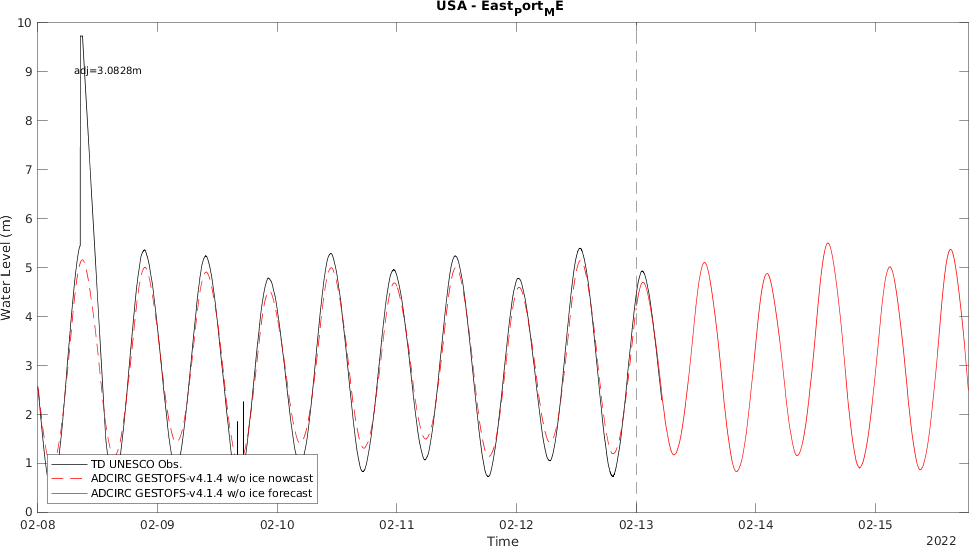 USA - EastPortME
10
9
adj=3.0828m
8
7
6
5
4
3
2
1
0
Water Level (m)
TD UNESCO Obs.
ADCIRC GESTOFS-v4.1.4 w/o ice nowcast
ADCIRC GESTOFS-v4.1.4 w/o ice forecast
02-08 02-09 02-10 02-11 02-12 02-13 02-14 02-15
Time
2022